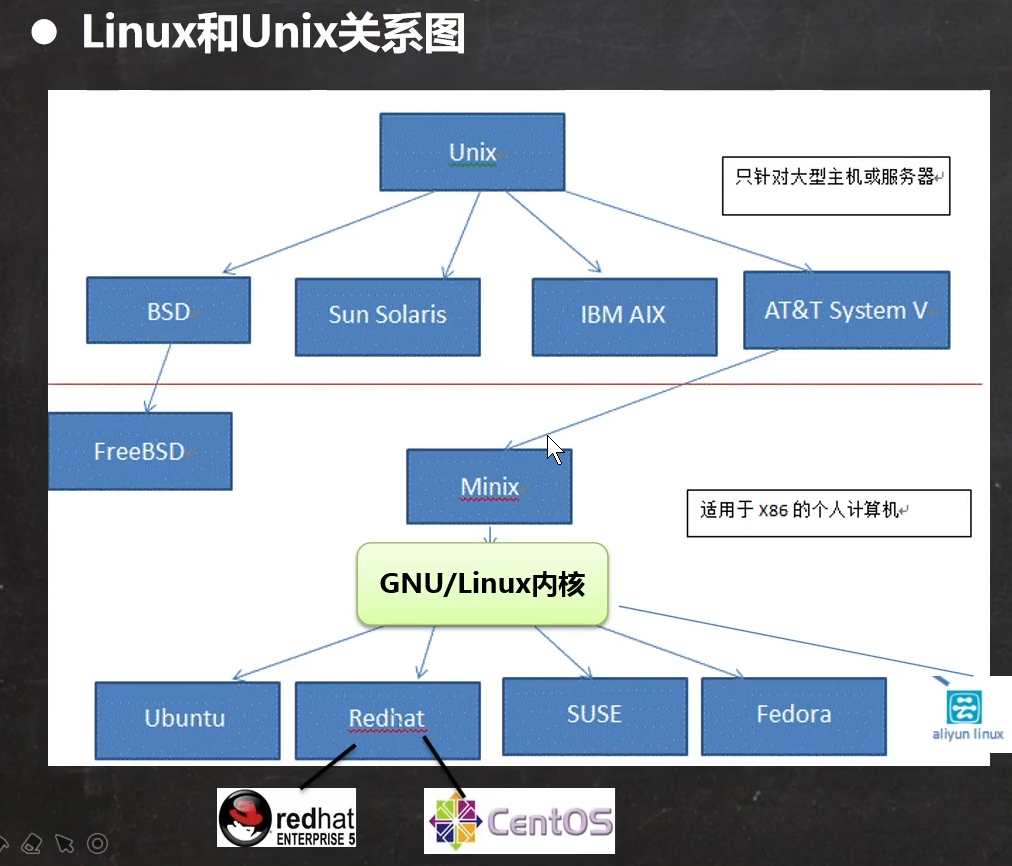 Linux和Unix关系图
Unix
只针对大型主机或服务器
BSD
Sun Solaris
IBM AIX
AT&T System V
FreeBSD
Minix
适用于 X86 的个人计算机
GNU/Linux内核
Ubuntu
Redhat
SUSE
Fedora
aliyun linux
redhat
ENTERPRISE 5
CentOS